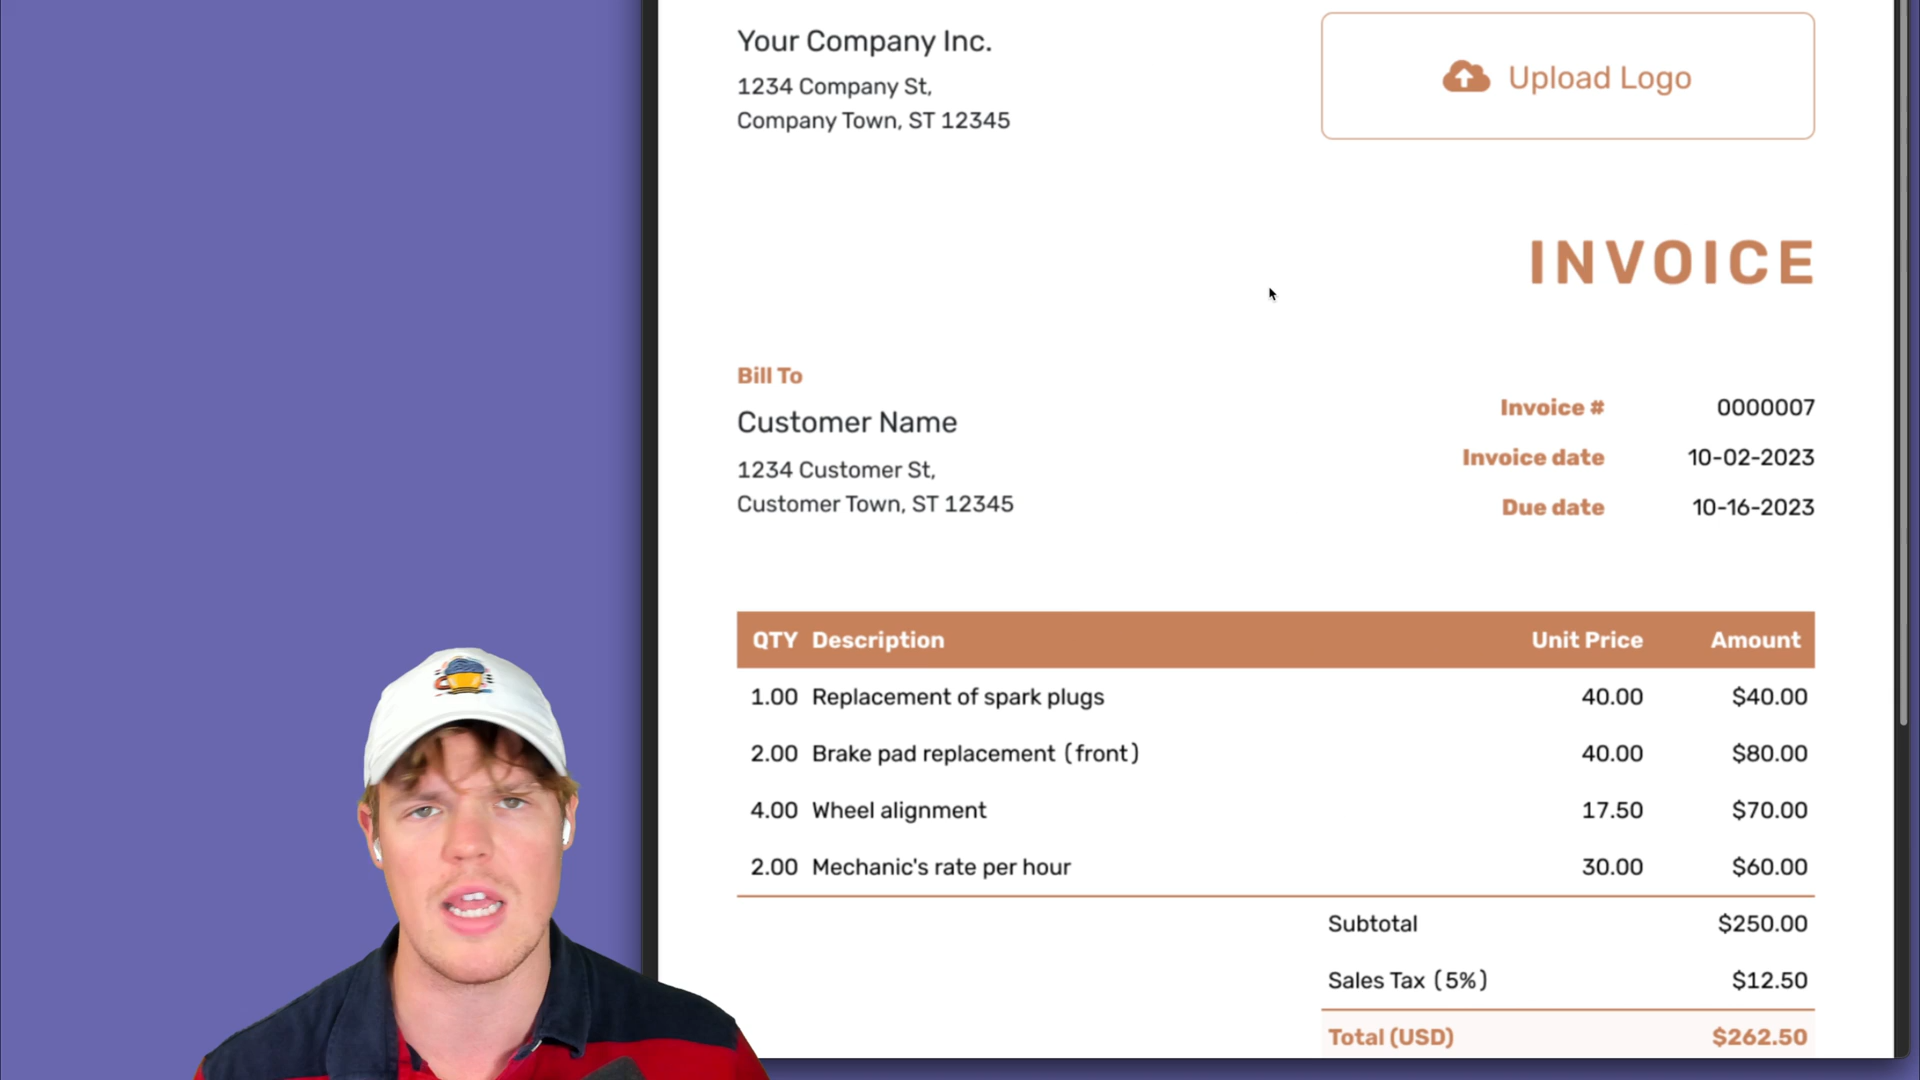 Your Company Inc.
1234 Company St,
Company Town, ST 12345
Upload Logo
INVOICE
Bill To
Customer Name
1234 Customer St,
Customer Town, ST 12345
Invoice # 0000007
Invoice date 10-02-2023
Due date 10-16-2023
QTY Description Unit Price Amount
1.00 Replacement of spark plugs 40.00 $40.00
2.00 Brake pad replacement (front) 40.00 $80.00
4.00 Wheel alignment 17.50 $70.00
2.00 Mechanic's rate per hour 30.00 $60.00
Subtotal $250.00
Sales Tax (5%) $12.50
Total (USD) $262.50